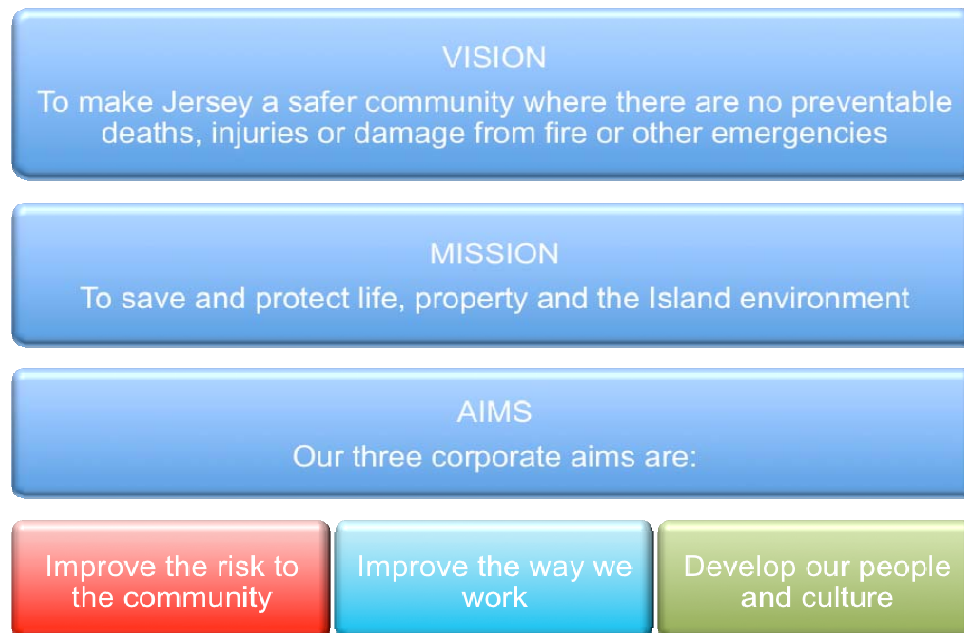 VISION
To make Jersey a safer community where there are no preventable
deaths, injuries or damage from fire or other emergencies
MISSION
To save and protect life, property and the Island environment
AIMS
Our three corporate aims are:
Improve the risk to
the community
Improve the way we
work
Develop our people
and culture